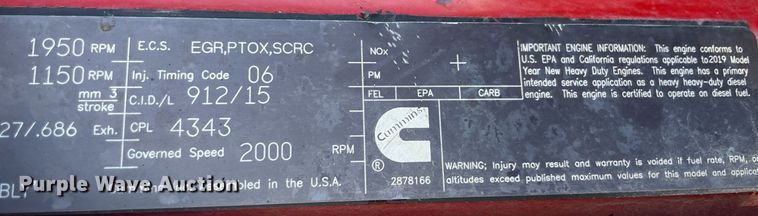 1950 RPM
1150 RPM
mm 3
stroke
27/.686 Exh.
E.C.S. EGR,PTOX,SCRC
Inj. Timing Code 06
C.I.D./L 912/15
CPL 4343
Governed Speed 2000 RPM
bled in the U.S.A.
NOx
PM
FEL EPA CARB
Cummins
®
2878166
IMPORTANT ENGINE INFORMATION: This engine conforms to
U.S. EPA and California regulations applicable to 2019 Model
Year New Heavy Duty Engines. This engine has a primary
intended service application as a heavy heavy-duty diesel
engine. This engine is certified to operate on diesel fuel.
WARNING; Injury may result and warranty is voided if fuel rate, RPM, or
altitudes exceed published maximum values for this model and applicat
Purple Wave Auction